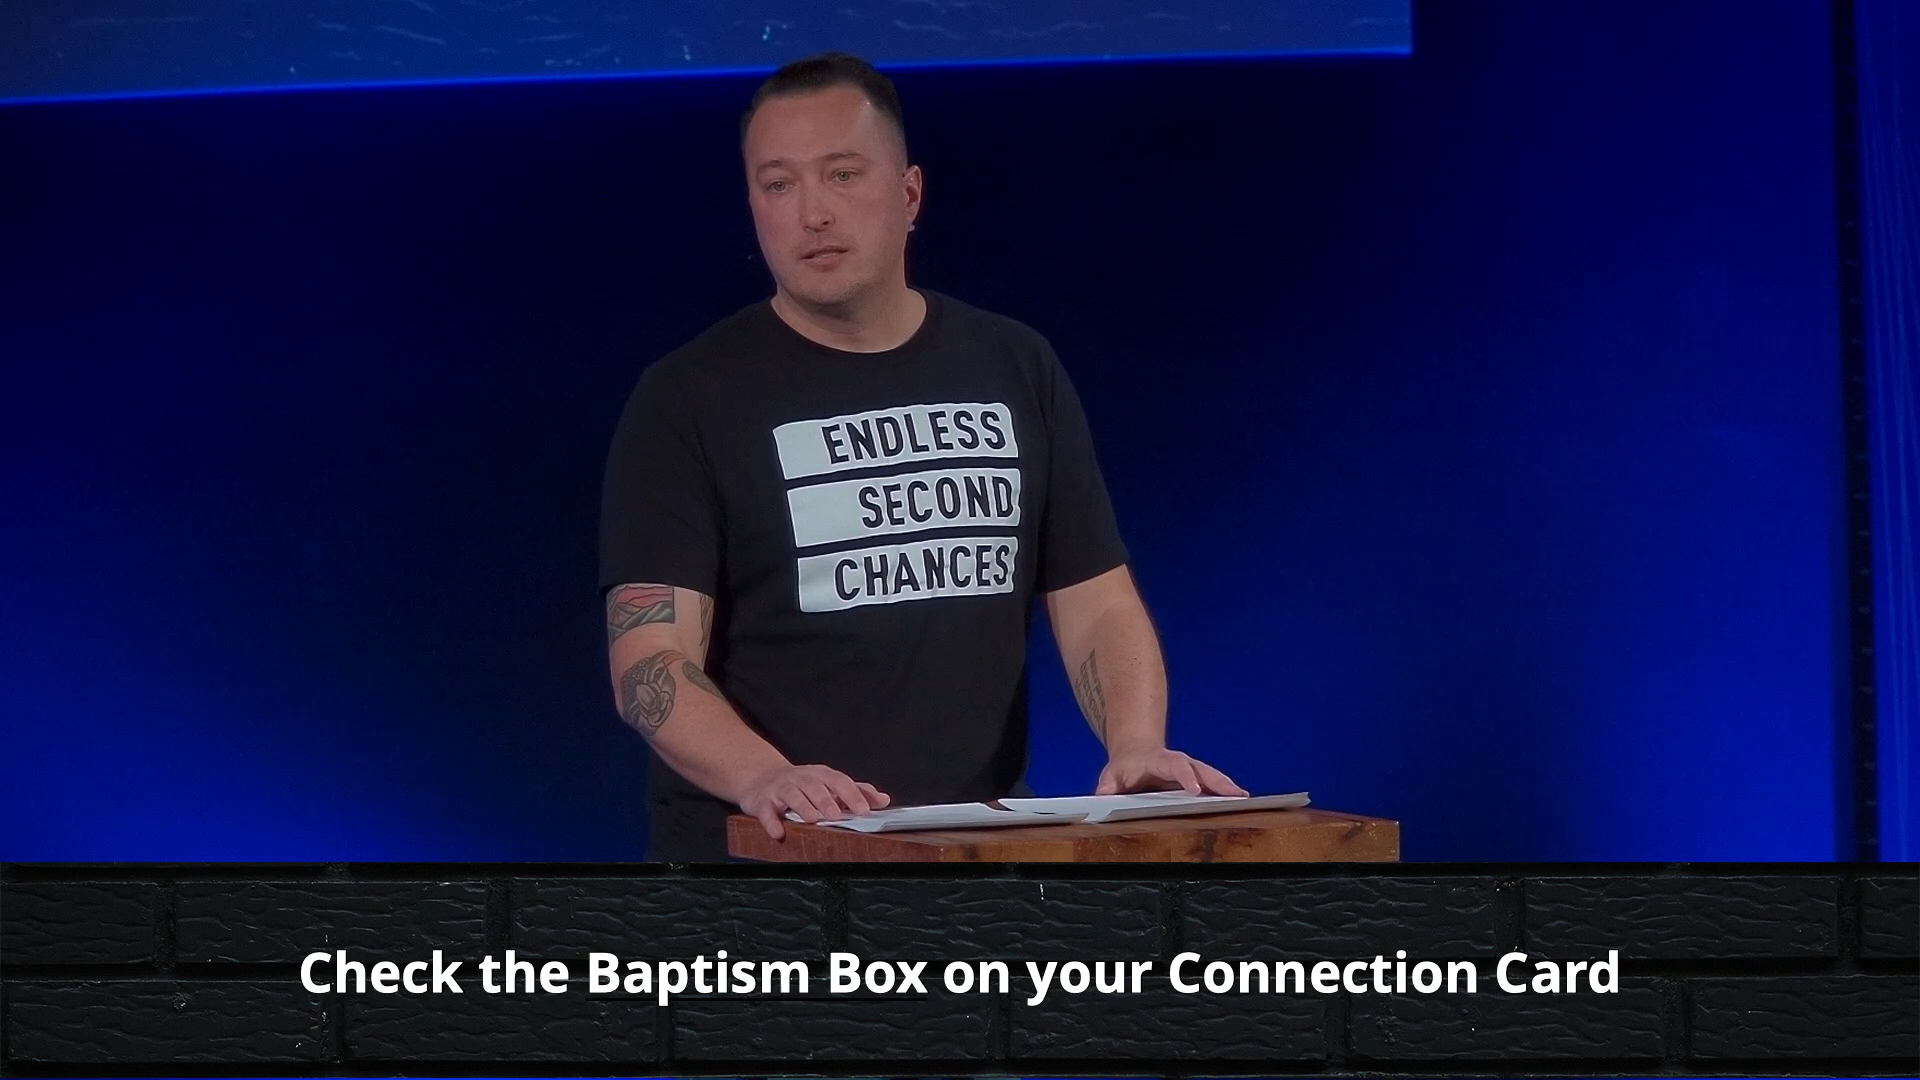 ENDLESS
SECOND
CHANCES
Check the Baptism Box on your Connection Card